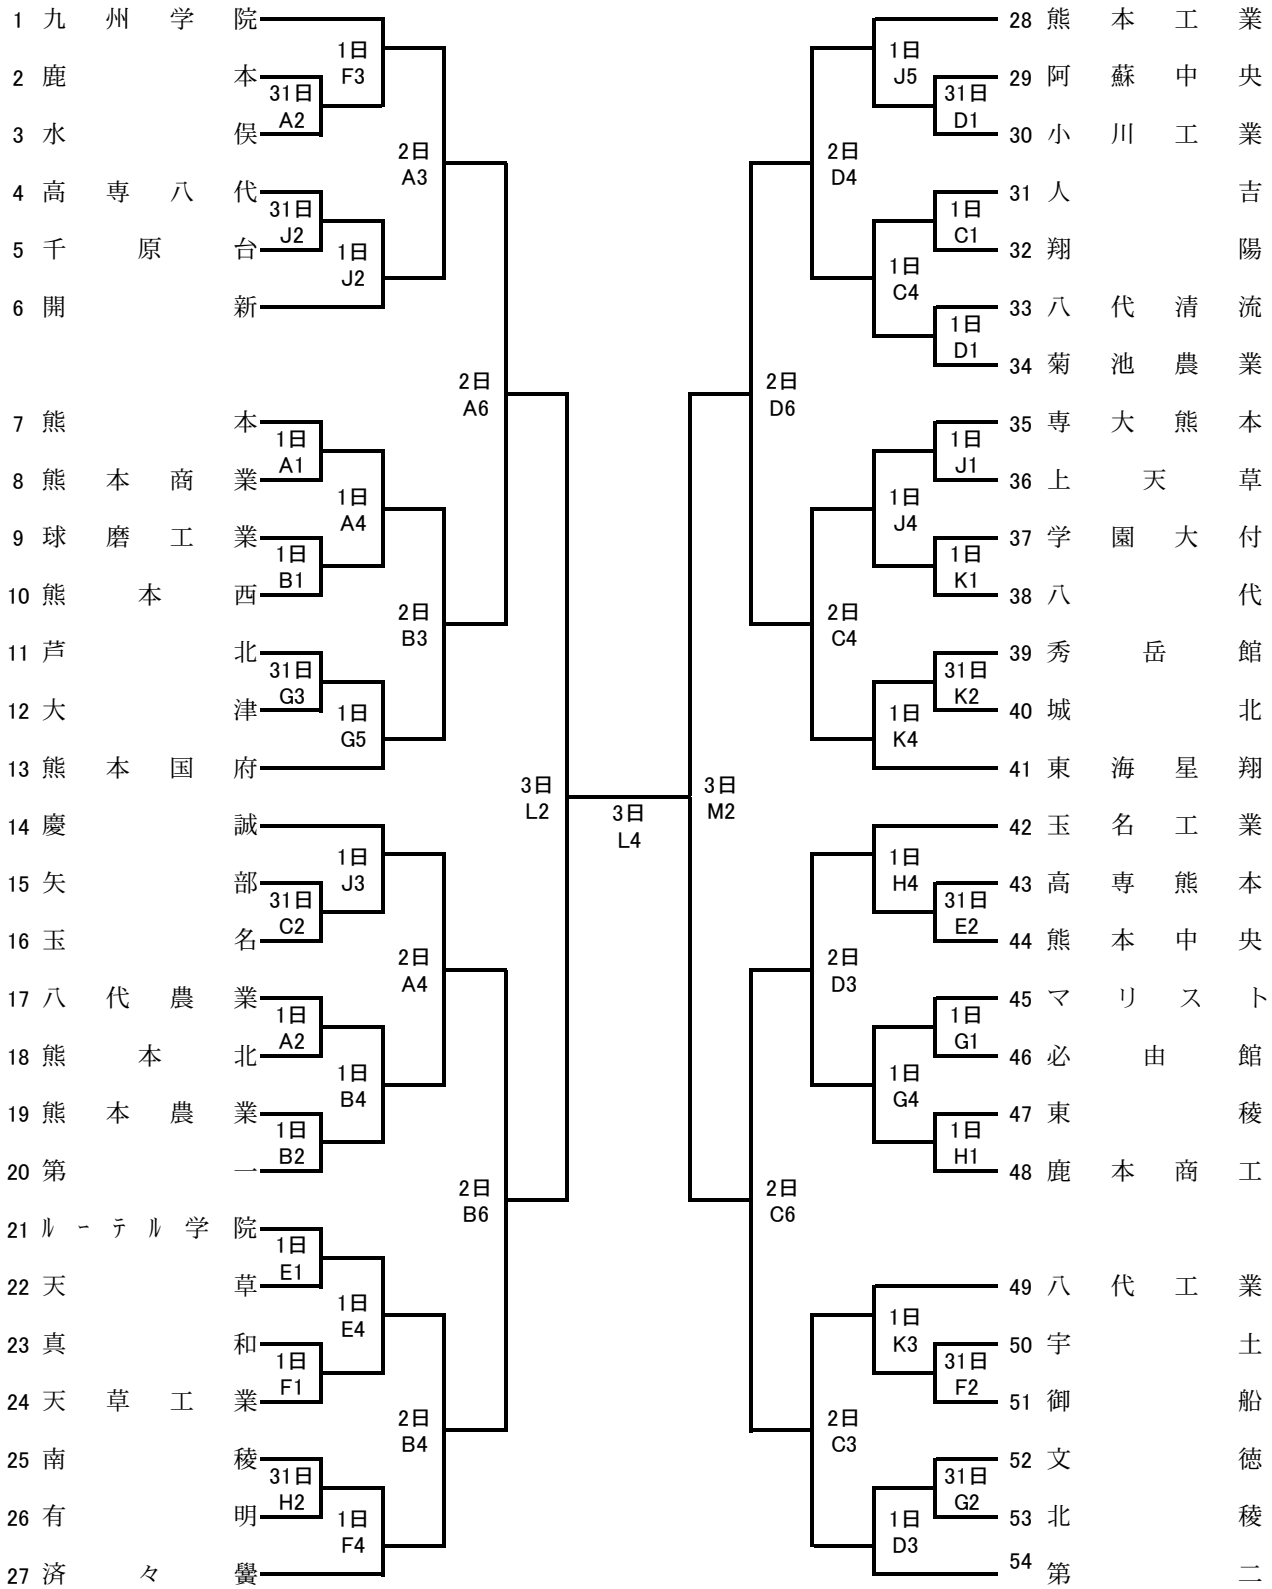 1 九州学院
1日
F3
2 鹿本
31日
A2
3 水俣
2日
A3
4 高専八代
31日
J2
5 千原台
1日
J2
6 開新
2日
A6
7 熊本
1日
A1
8 熊本商業
1日
A4
9 球磨工業
1日
B1
10 熊本西
2日
B3
11 芦北
31日
G3
12 大津
1日
G5
13 熊本国府
3日
L2
14 慶誠
1日
J3
15 矢部
31日
C2
16 玉名
2日
A4
17 八代農業
1日
A2
18 熊本北
1日
B4
19 熊本農業
1日
B2
20 第一
2日
B6
21 ルーテル学院
1日
E1
22 天草
1日
E4
23 真和
1日
F1
24 天草工業
2日
B4
25 南稜
31日
H2
26 有明
1日
F4
27 済々黌
3日
L4
28 熊本工業
1日
J5
29 阿蘇中央
31日
D1
30 小川工業
2日
D4
31 人吉
1日
C1
32 翔陽
1日
C4
33 八代清流
1日
D1
34 菊池農業
2日
D6
35 専大熊本
1日
J1
36 上天草
1日
J4
37 学園大付
1日
K1
38 八代
2日
C4
39 秀岳館
31日
K2
40 城北
1日
K4
41 東海星翔
3日
M2
42 玉名工業
1日
H4
43 高専熊本
31日
E2
44 熊本中央
2日
D3
45 マリスト
1日
G1
46 必由館
1日
G4
47 東稜
1日
H1
48 鹿本商工
2日
C6
49 八代工業
1日
K3
50 宇土
31日
F2
51 御船
2日
C3
52 文徳
31日
G2
53 北稜
1日
D3
54 第二